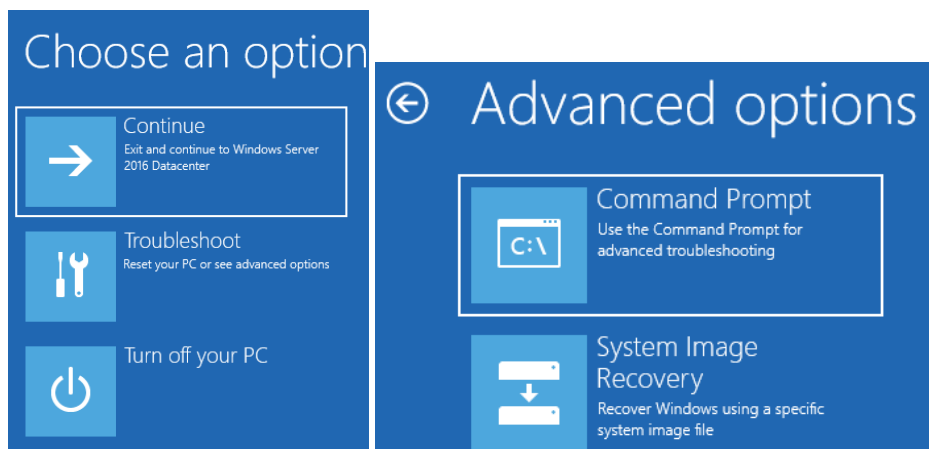 Choose an option
Continue
Exit and continue to Windows Server
2016 Datacenter
Troubleshoot
Reset your PC or see advanced options
Turn off your PC
Advanced options
Command Prompt
Use the Command Prompt for
advanced troubleshooting
C:\
System Image
Recovery
Recover Windows using a specific
system image file